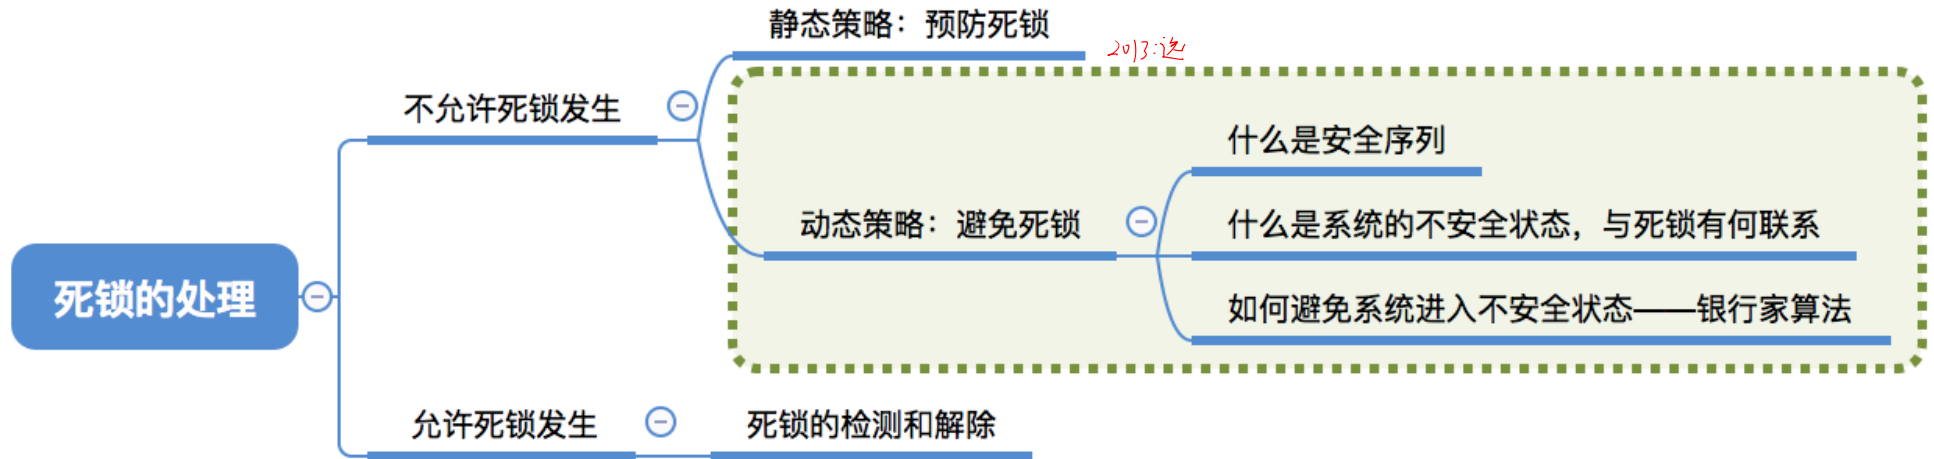 静态策略：预防死锁
2013:选
不允许死锁发生
什么是安全序列
动态策略：避免死锁
什么是系统的不安全状态，与死锁有何联系
死锁的处理
如何避免系统进入不安全状态——银行家算法
允许死锁发生
死锁的检测和解除